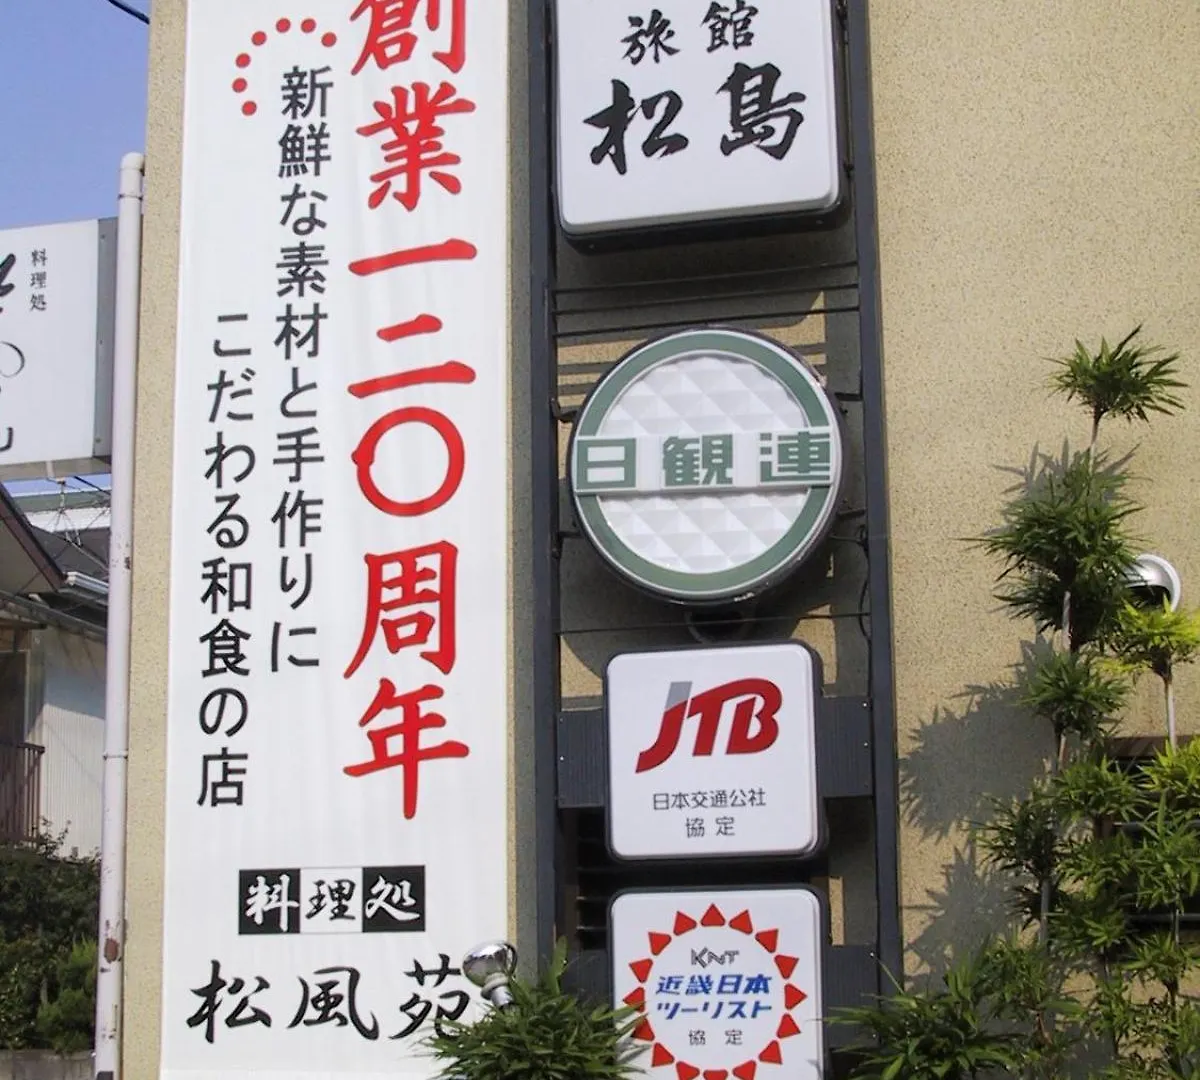 創業一二〇周年
新鮮な素材と手作りに
こだわる和食の店
料理処
松風苑
旅館
松島
日観連
JTB
日本交通公社
協定
KNT
近畿日本
ツーリスト
協定
料理処